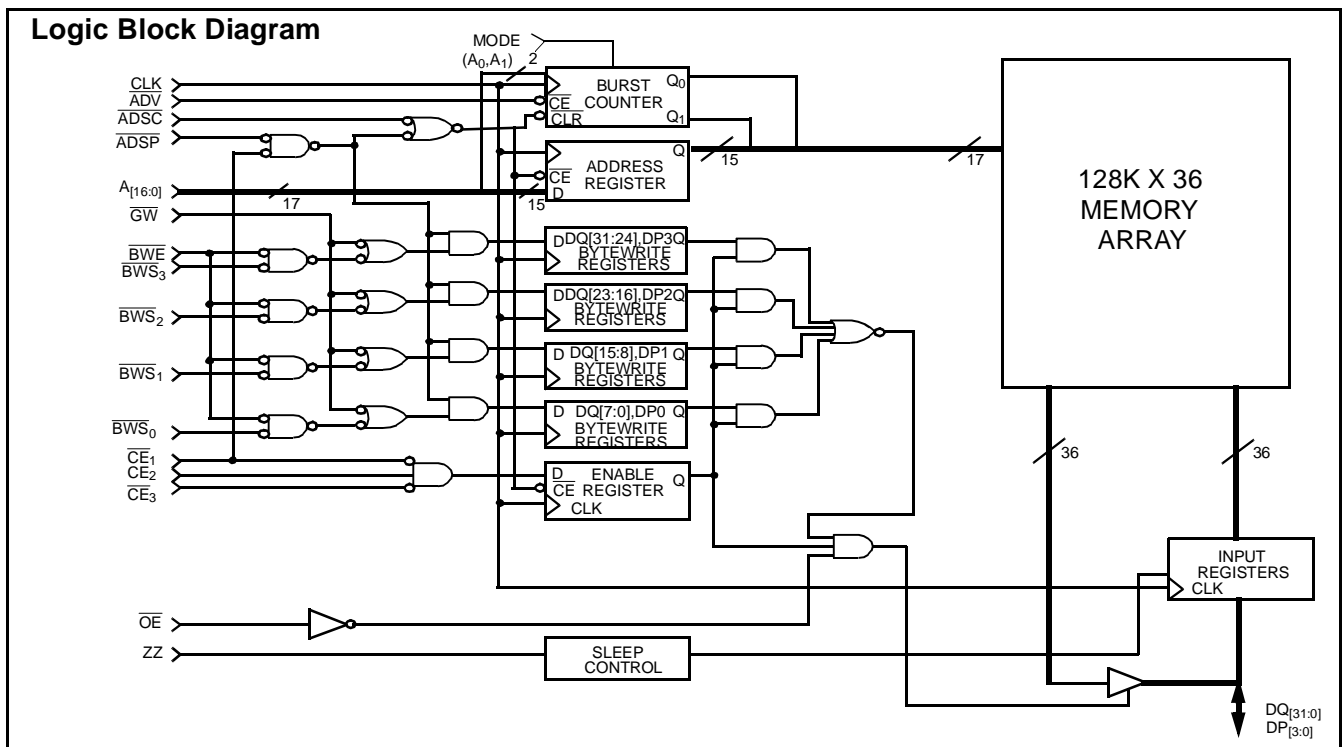 Logic Block Diagram
MODE
(A0,A1)
2
CLK
ADV
ADSC
ADSP
A[16:0]
17
GW
BWE
BWS3
BWS2
BWS1
BWS0
CE1
CE2
CE3
OE
ZZ
BURST
COUNTER
CE
CLR
Q0
Q1
ADDRESS
REGISTER
CE
D
Q
15
15
17
D DQ[31:24],DP3 Q
BYTEWRITE
REGISTERS
D DQ[23:16],DP2 Q
BYTEWRITE
REGISTERS
D DQ[15:8],DP1 Q
BYTEWRITE
REGISTERS
D DQ[7:0],DP0 Q
BYTEWRITE
REGISTERS
D ENABLE Q
CE REGISTER
CLK
SLEEP
CONTROL
128K X 36
MEMORY
ARRAY
36
36
INPUT
REGISTERS
CLK
DQ[31:0]
DP[3:0]